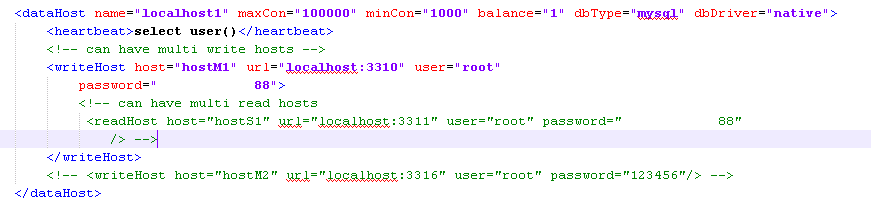 <dataHost name="localhost1" maxCon="100000" minCon="1000" balance="1" dbType="mysql" dbDriver="native">
<heartbeat>select user()</heartbeat>
<!-- can have multi write hosts -->
<writeHost host="hostM1" url="localhost:3310" user="root"
password=" 88">
<!-- can have multi read hosts
<readHost host="hostS1" url="localhost:3311" user="root" password=" 88"
/> -->
</writeHost>
<!-- <writeHost host="hostM2" url="localhost:3316" user="root" password="123456"/> -->
</dataHost>